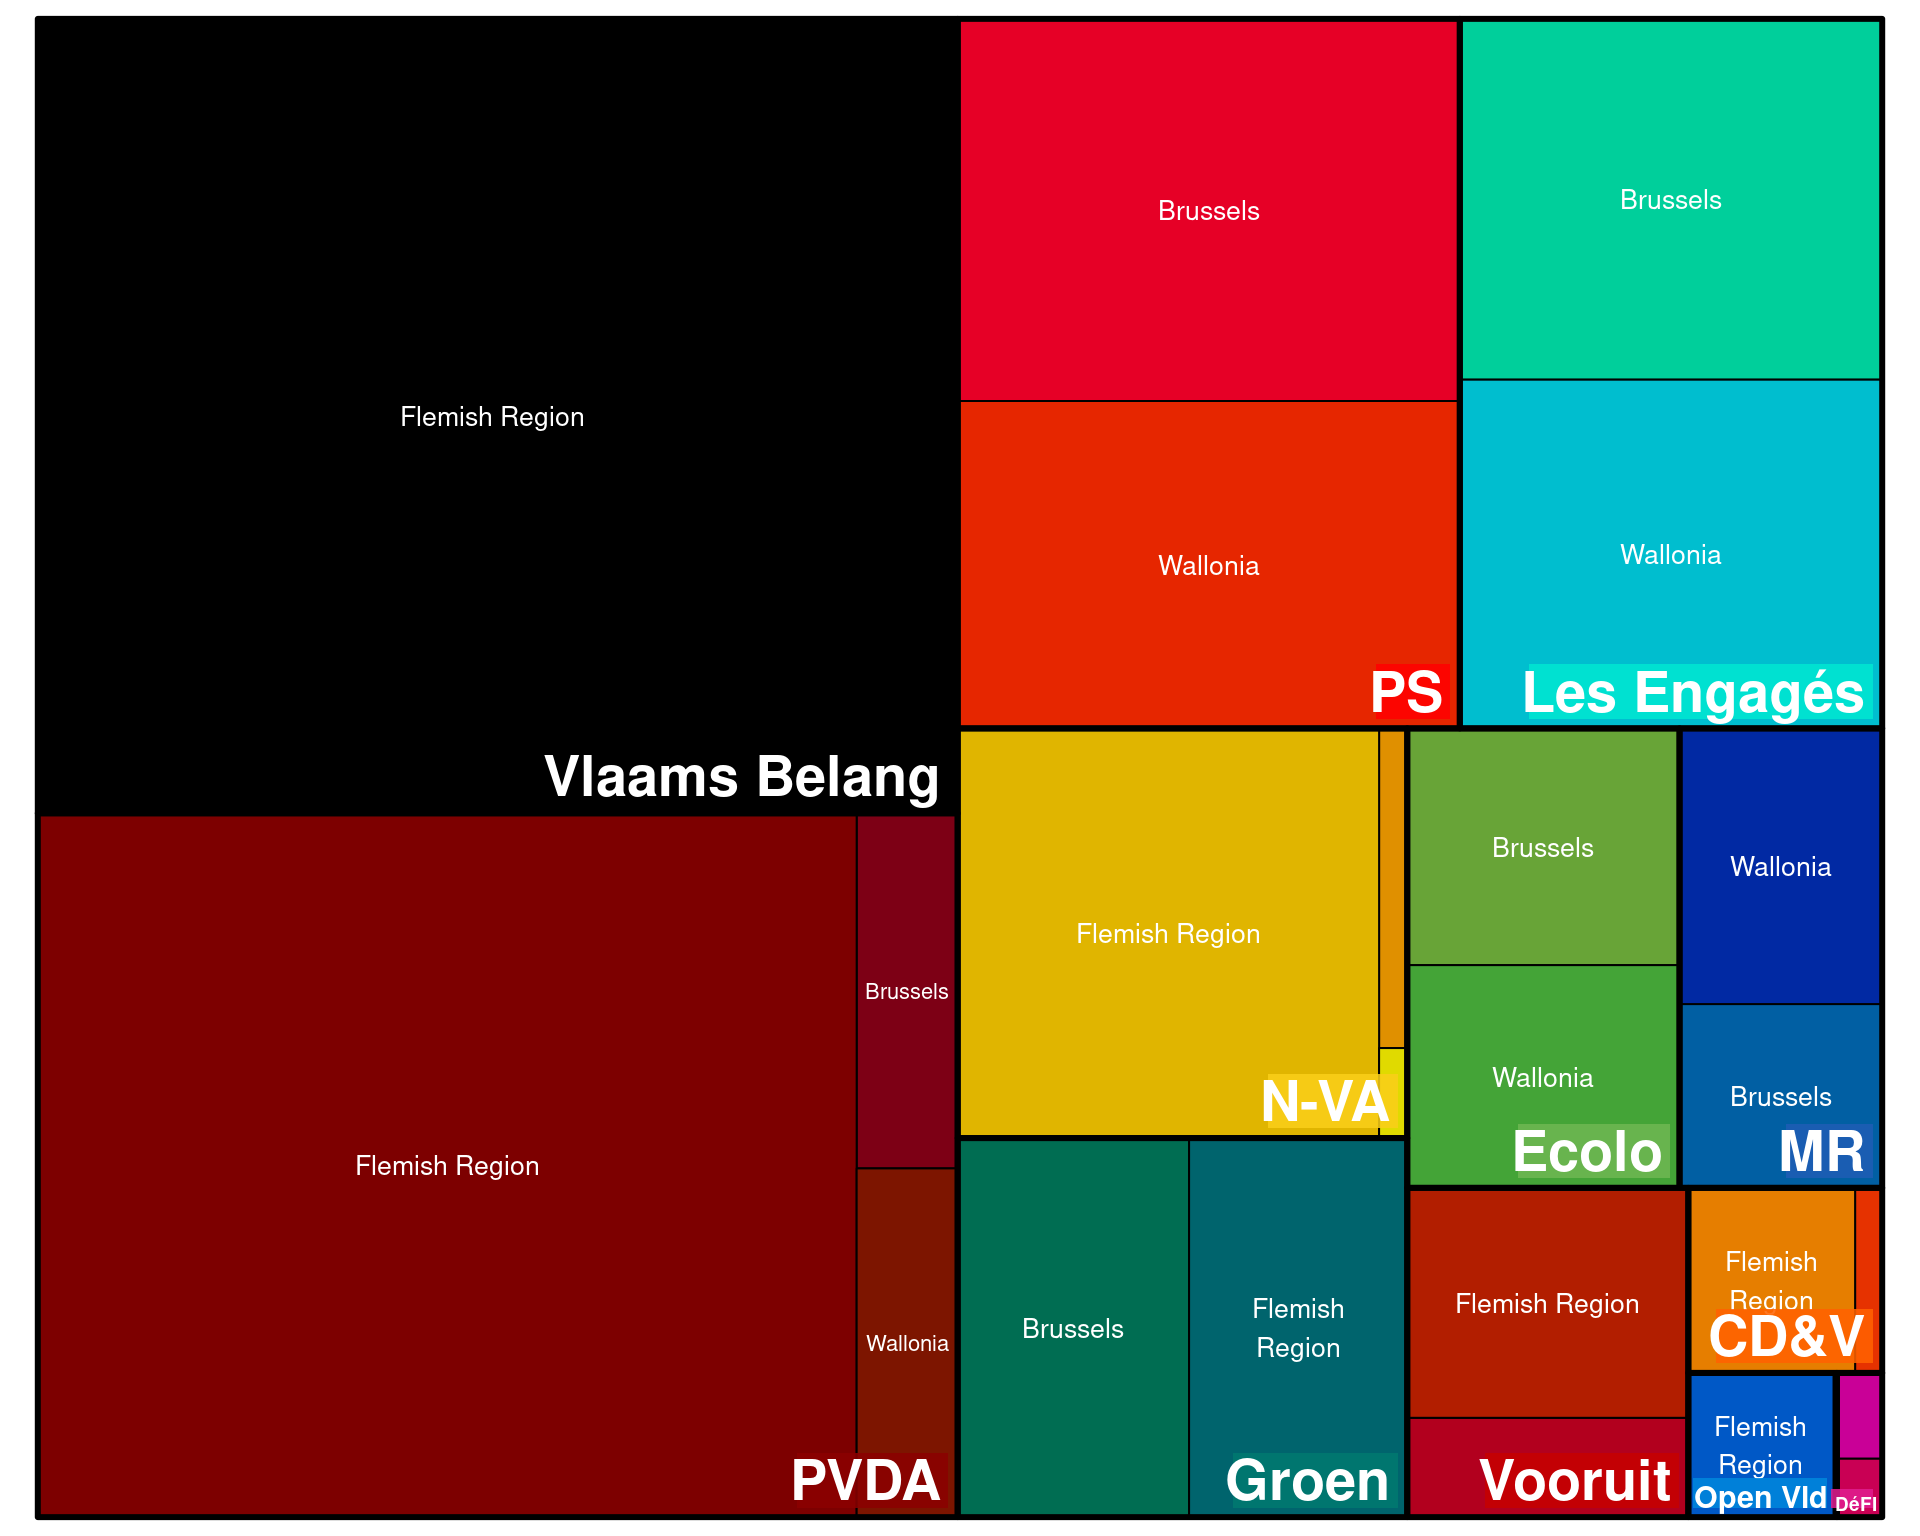 Flemish Region
Vlaams Belang
Flemish Region
Brussels
Wallonia
PVDA
Brussels
Wallonia
PS
Brussels
Wallonia
Les Engagés
Flemish Region
N-VA
Brussels
Flemish
Region
Groen
Brussels
Wallonia
Ecolo
Wallonia
Brussels
MR
Flemish Region
Vooruit
Flemish
Region
CD&V
Flemish
Region
Open Vld
DéFI